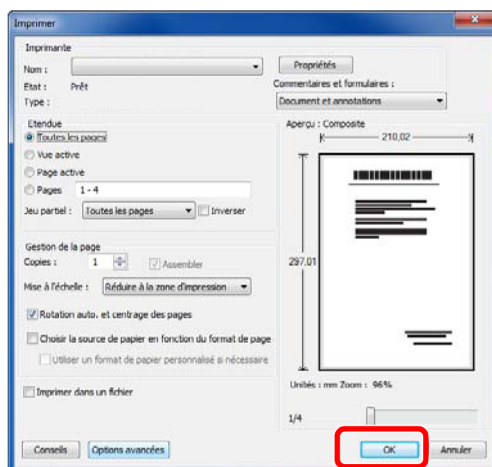 Imprimer
Imprimante
Nom :
Propriétés
Etat : Prêt
Commentaires et formulaires :
Type :
Document et annotations
Etendue
Toutes les pages
Vue active
Page active
Pages 1 - 4
Jeu partiel : Toutes les pages Inverser
Aperçu : Composite
210,02
297,01
Gestion de la page
Copies : 1 Assembler
Mise à l'échelle : Réduire à la zone d'impression
Rotation auto. et centrage des pages
Choisir la source de papier en fonction du format de page
Utiliser un format de papier personnalisé si nécessaire
Imprimer dans un fichier
Unités : mm Zoom : 96%
1/4
Conseils Options avancées OK Annuler